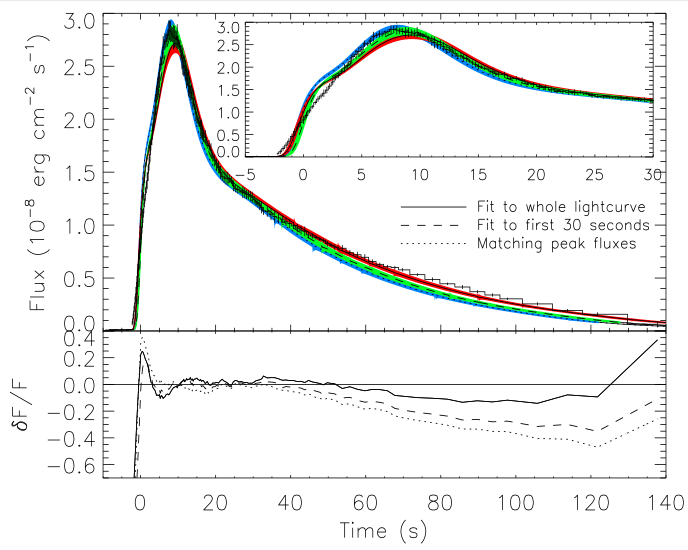 3.0
2.5
2.0
1.5
1.0
0.5
0.0
Flux (10⁻⁸ erg cm⁻² s⁻¹)
3.0
2.5
2.0
1.5
1.0
0.5
0.0
−5 0 5 10 15 20 25 30
Fit to whole lightcurve
Fit to first 30 seconds
Matching peak fluxes
0.4
0.2
0.0
−0.2
−0.4
−0.6
δF/F
0 20 40 60 80 100 120 140
Time (s)